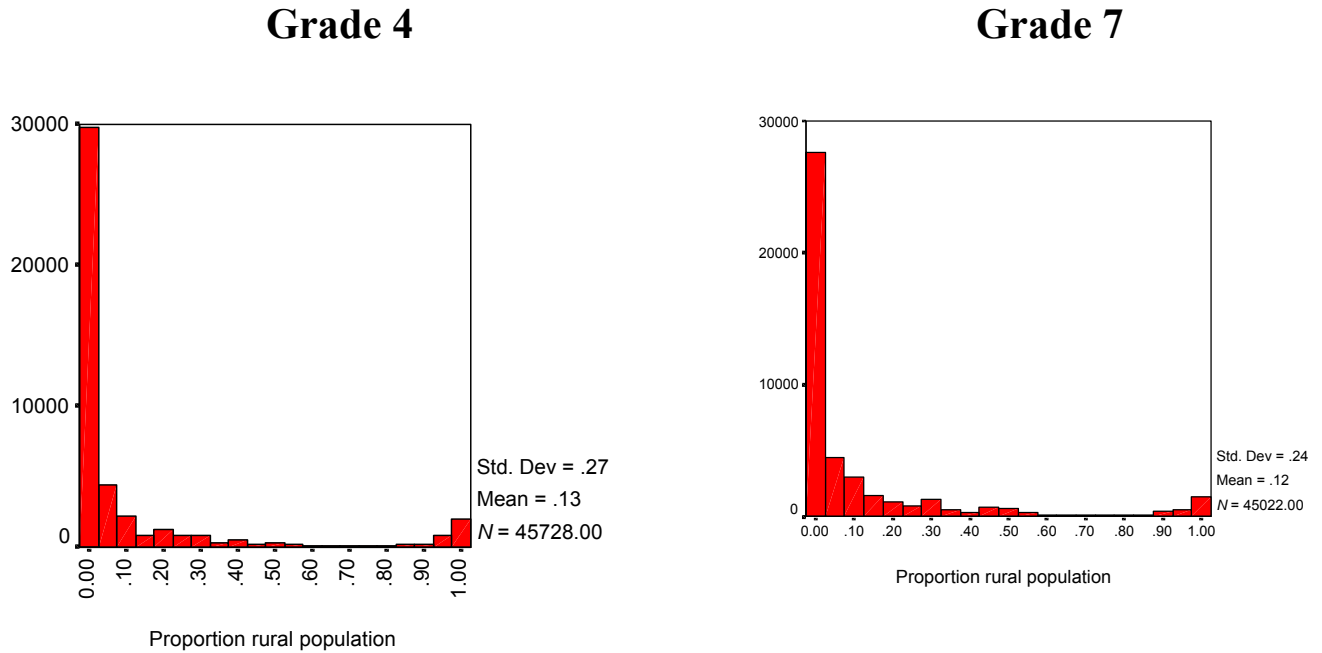 Grade 4
30000
20000
10000
0
0.00 .10 .20 .30 .40 .50 .60 .70 .80 .90 1.00
Proportion rural population
Std. Dev = .27
Mean = .13
N = 45728.00
Grade 7
30000
20000
10000
0
0.00 .10 .20 .30 .40 .50 .60 .70 .80 .90 1.00
Proportion rural population
Std. Dev = .24
Mean = .12
N = 45022.00